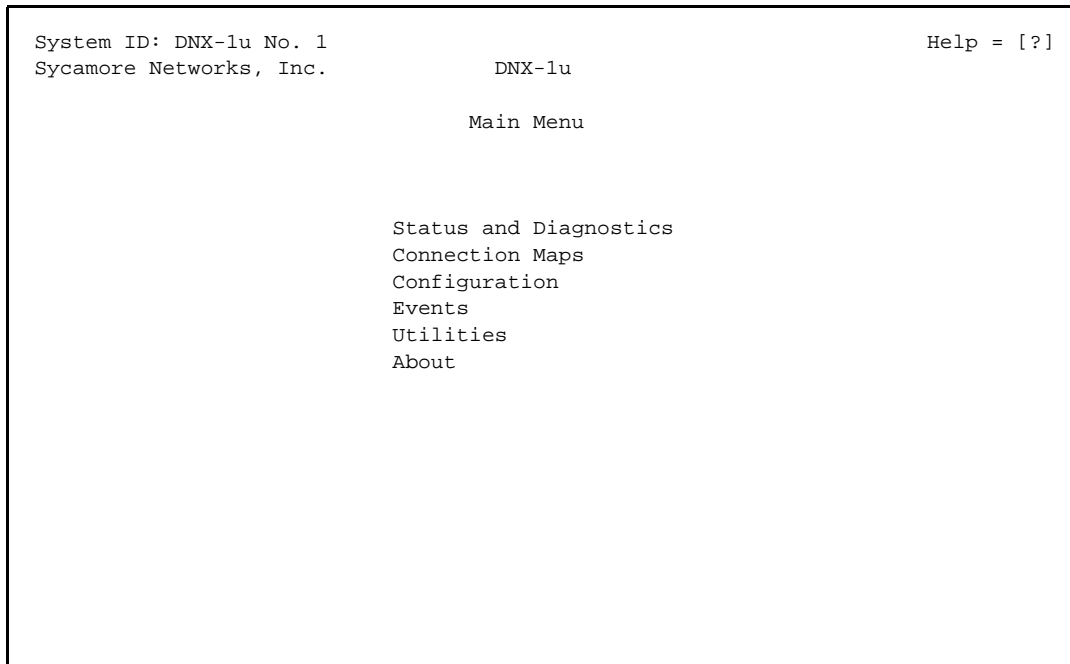 System ID: DNX-1u No. 1 Help = [?]
Sycamore Networks, Inc. DNX-1u
Main Menu
Status and Diagnostics
Connection Maps
Configuration
Events
Utilities
About